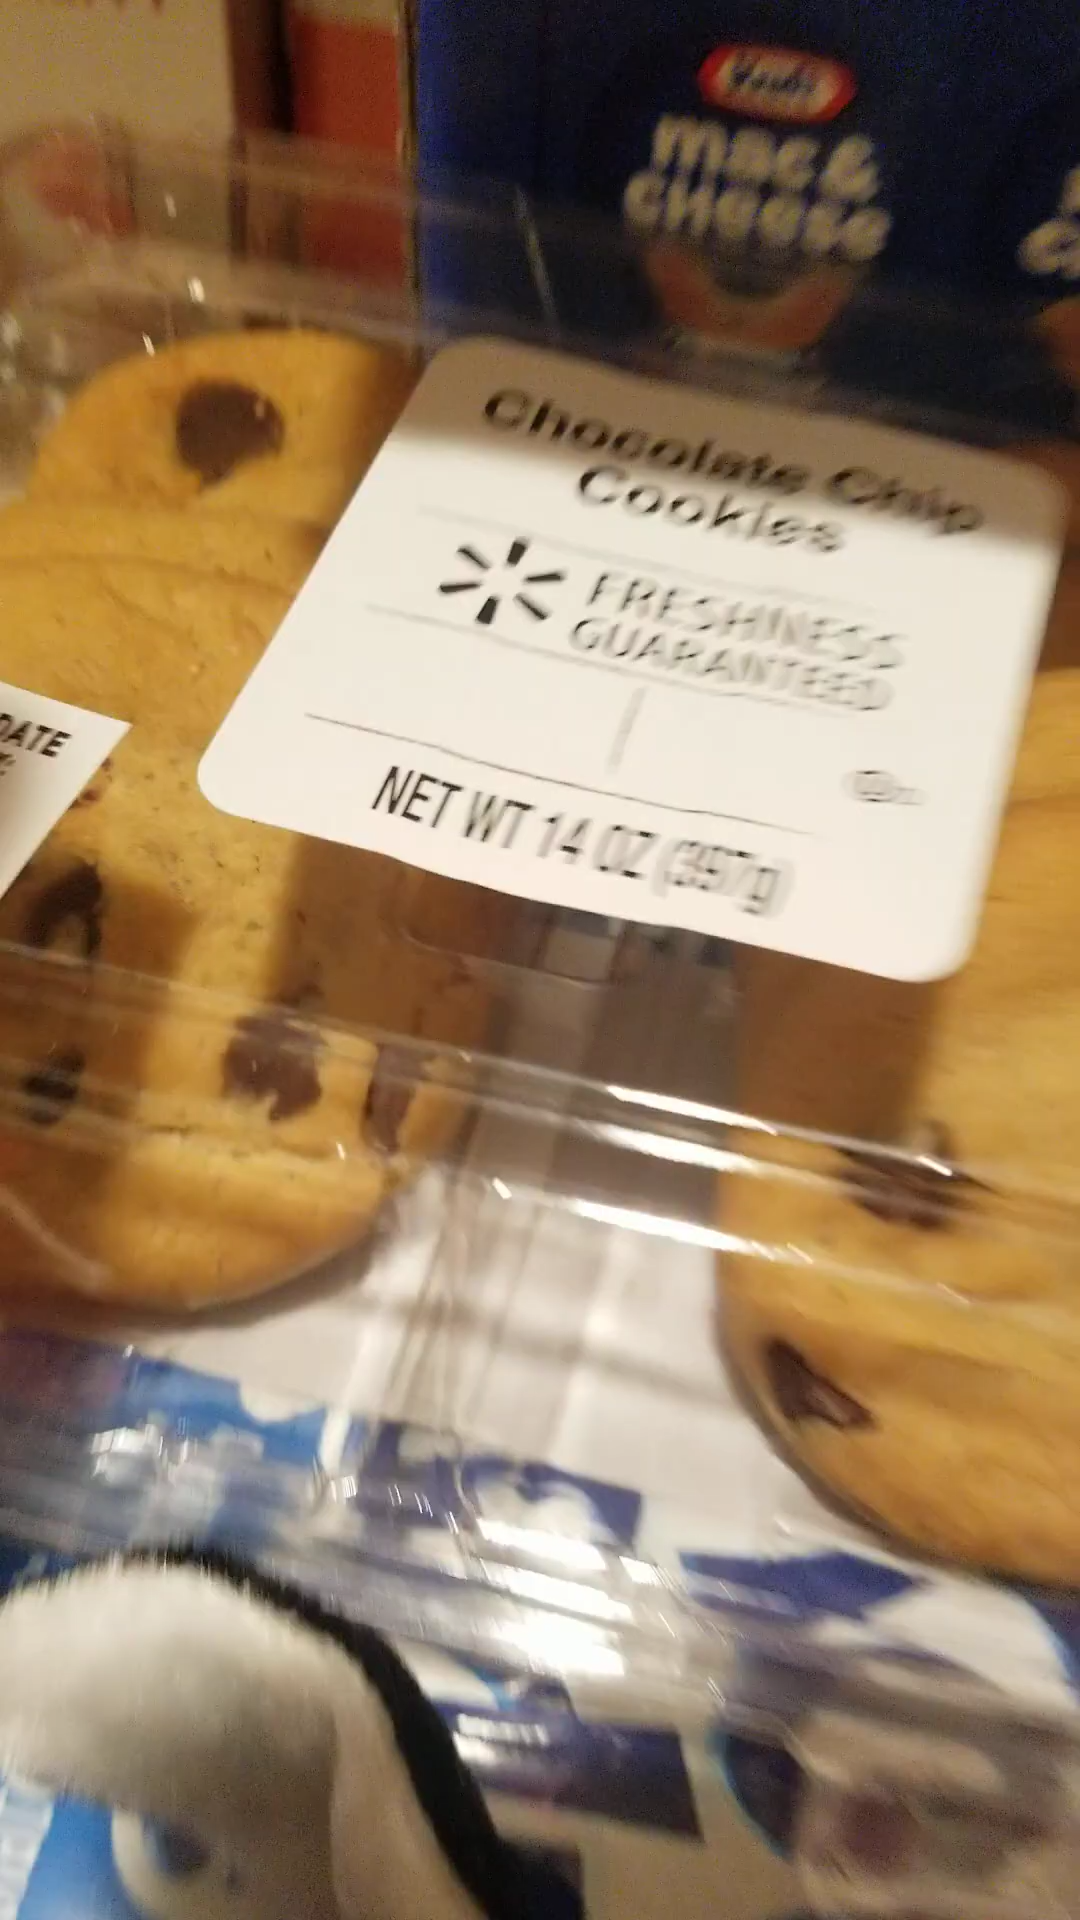 Kraft
mac &
cheese
Chocolate Chip
Cookies
FRESHNESS
GUARANTEED
DATE
NET WT 14 OZ (397g)